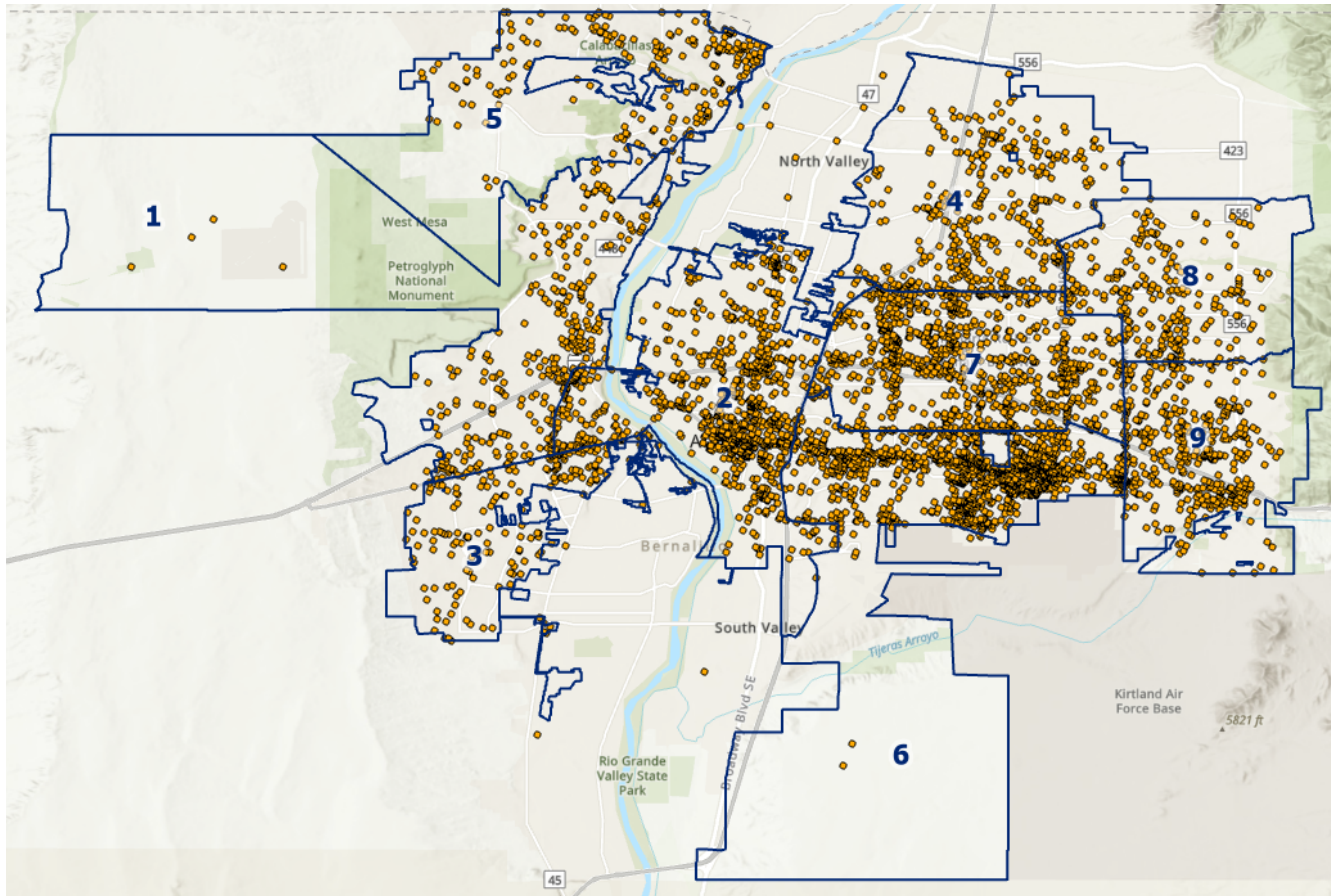 Calabacillas
556
47
5
423
North Valley
4
556
1
West Mesa
8
Petroglyph
National
Monument
556
7
2
9
3
Bernalillo
South Valley
Tijeras Arroyo
Kirtland Air
Force Base
5821 ft
Broadway Blvd SE
6
Rio Grande
Valley State
Park
45